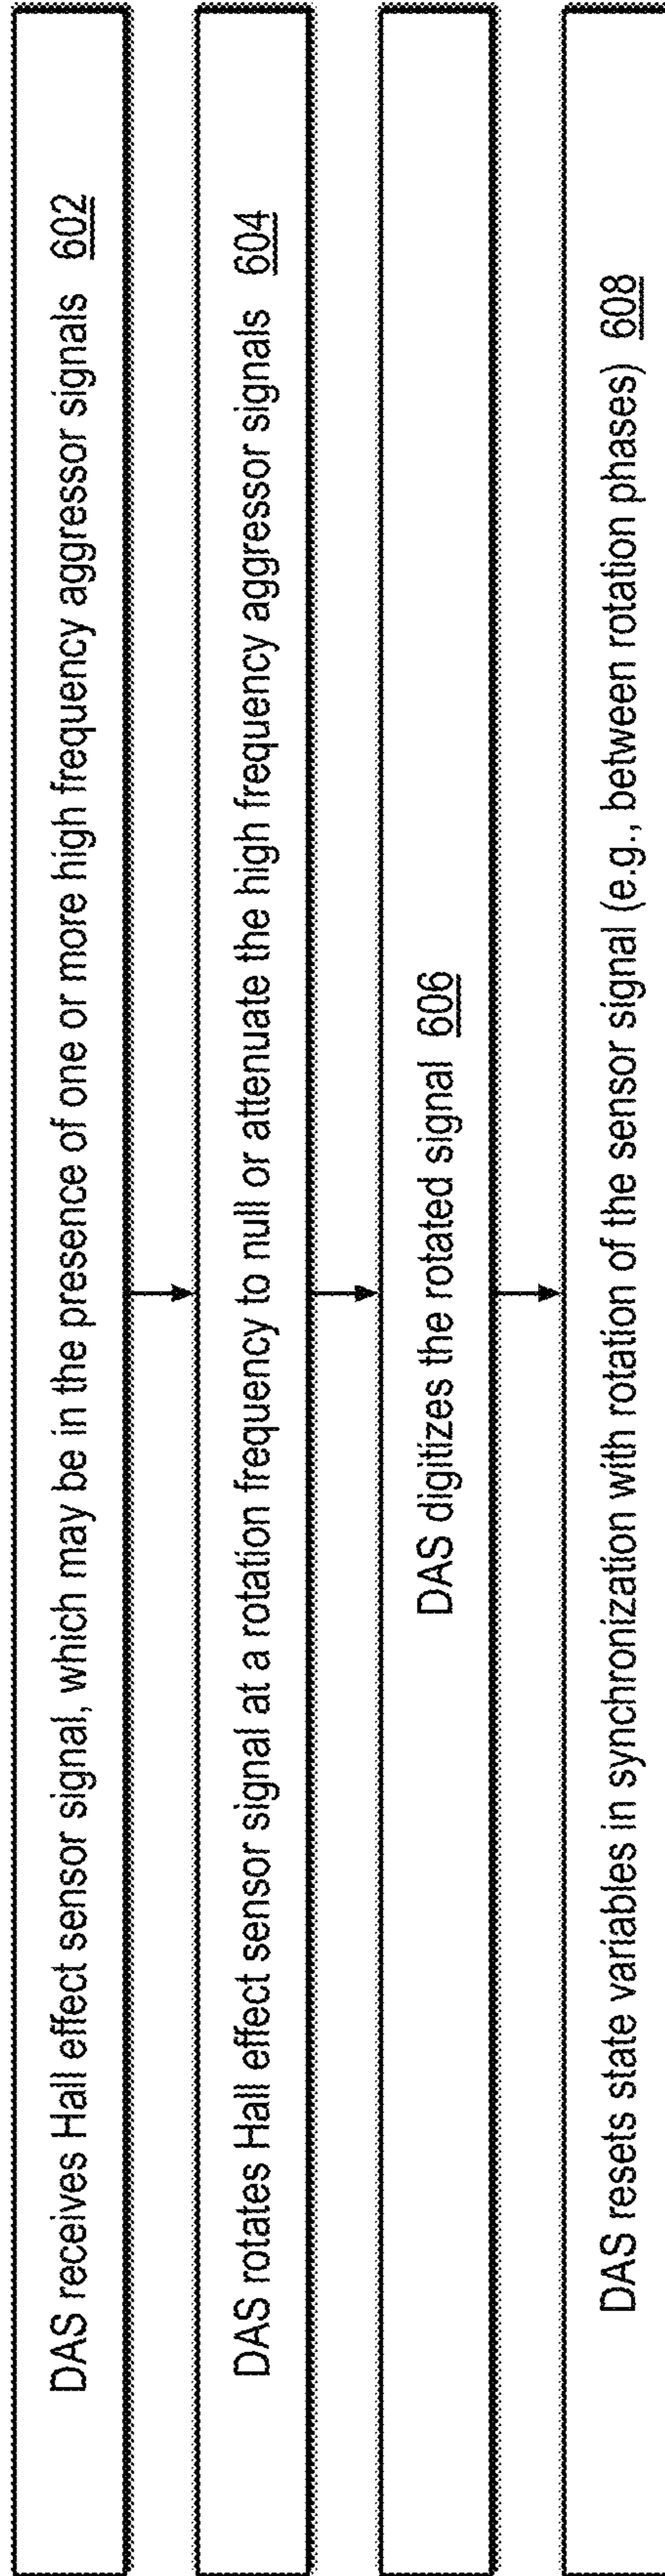 DAS receives Hall effect sensor signal, which may be in the presence of one or more high frequency aggressor signals 602
DAS rotates Hall effect sensor signal at a rotation frequency to null or attenuate the high frequency aggressor signals 604
DAS digitizes the rotated signal 606
DAS resets state variables in synchronization with rotation of the sensor signal (e.g., between rotation phases) 608